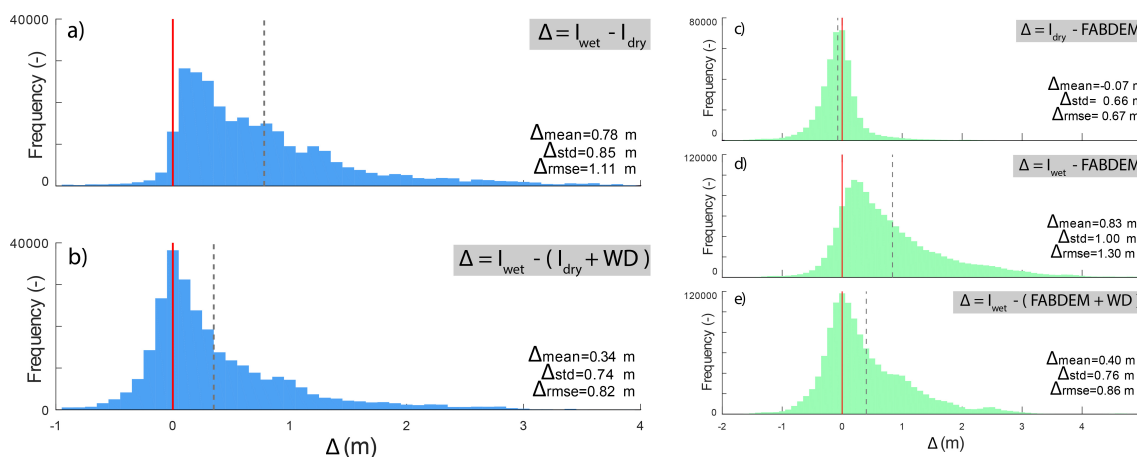 a)
40000
Frequency (-)
0
Δ = I_wet - I_dry
Δmean=0.78 m
Δstd=0.85 m
Δrmse=1.11 m
b)
40000
Frequency (-)
0
Δ = I_wet - ( I_dry + WD )
Δmean=0.34 m
Δstd=0.74 m
Δrmse=0.82 m
-1 0 1 2 3 4
Δ (m)
c)
80000
Frequency (-)
0
Δ = I_dry - FABDEM
Δmean=-0.07 m
Δstd= 0.66 m
Δrmse= 0.67 m
d)
120000
Frequency (-)
0
Δ = I_wet - FABDEM
Δmean=0.83 m
Δstd=1.00 m
Δrmse=1.30 m
e)
120000
Frequency (-)
0
Δ = I_wet - ( FABDEM + WD )
Δmean=0.40 m
Δstd=0.76 m
Δrmse=0.86 m
-2 -1 0 1 2 3 4
Δ (m)